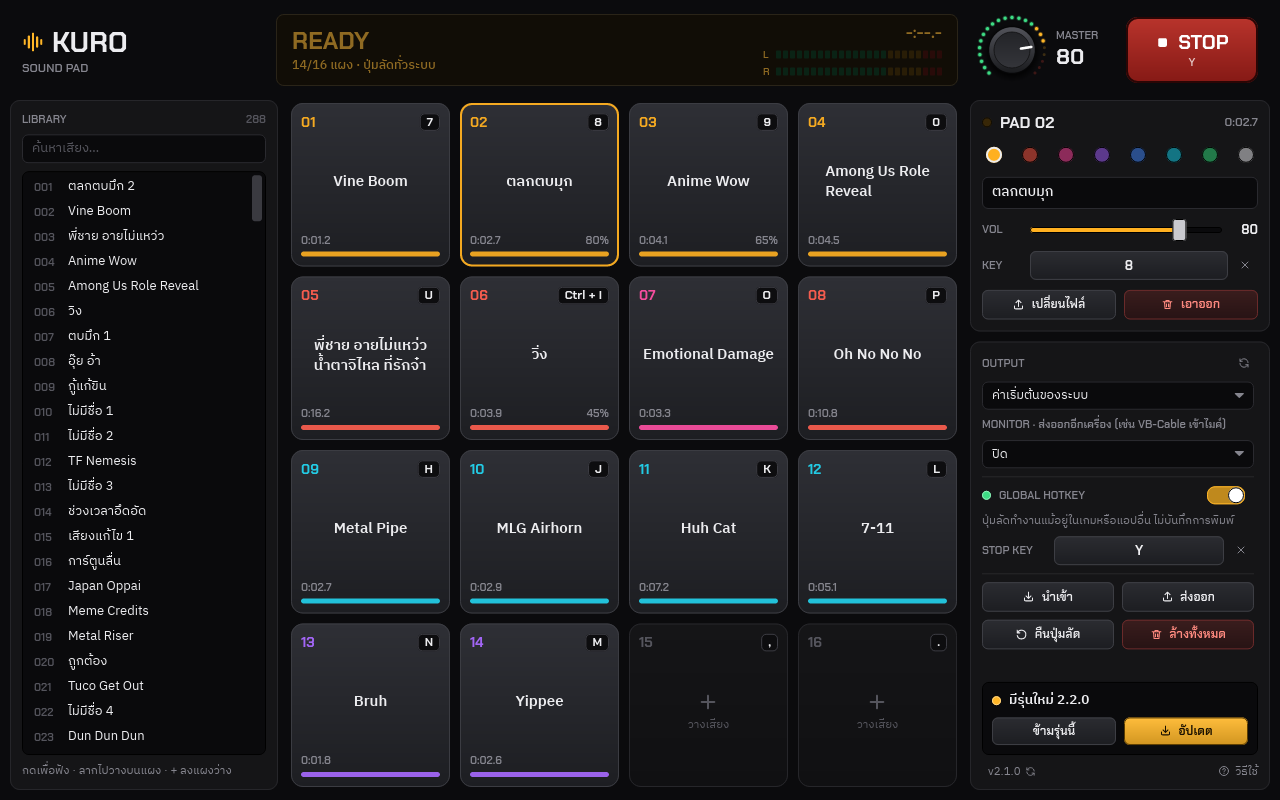 KURO
SOUND PAD
READY
14/16 แผง · ปุ่มลัดทั่วระบบ
-:--.-
L
R
MASTER
80
STOP
Y
LIBRARY
288
ค้นหาเสียง...
001 ตลกตบมึก 2
002 Vine Boom
003 พี่ชาย อายไม่แหว่ว
004 Anime Wow
005 Among Us Role Reveal
006 วิง
007 ตบมึก 1
008 อุ๊ย อ้า
009 กู้แก้ขัน
010 ไม่มีชื่อ 1
011 ไม่มีชื่อ 2
012 TF Nemesis
013 ไม่มีชื่อ 3
014 ช่วงเวลาอึดอัด
015 เสียงแก้ไข 1
016 การ์ตูนลื่น
017 Japan Oppai
018 Meme Credits
019 Metal Riser
020 ถูกต้อง
021 Tuco Get Out
022 ไม่มีชื่อ 4
023 Dun Dun Dun
กดเพื่อฟัง · ลากไปวางบนแผง · + ลงแผงว่าง
01 7
Vine Boom
0:01.2
02 8
ตลกตบมุก
0:02.7 80%
03 9
Anime Wow
0:04.1 65%
04 0
Among Us Role
Reveal
0:04.5
05 U
พี่ชาย อายไม่แหว่ว
น้ำตาจิไหล ที่รักจ๋า
0:16.2
06 Ctrl + I
วิ่ง
0:03.9 45%
07 O
Emotional Damage
0:03.3
08 P
Oh No No No
0:10.8
09 H
Metal Pipe
0:02.7
10 J
MLG Airhorn
0:02.9
11 K
Huh Cat
0:07.2
12 L
7-11
0:05.1
13 N
Bruh
0:01.8
14 M
Yippee
0:02.6
15 ,
+
วางเสียง
16 .
+
วางเสียง
PAD 02
0:02.7
ตลกตบมุก
VOL 80
KEY 8 ×
เปลี่ยนไฟล์
เอาออก
OUTPUT
ค่าเริ่มต้นของระบบ
MONITOR · ส่งออกอีกเครื่อง (เช่น VB-Cable เข้าไมค์)
ปิด
GLOBAL HOTKEY
ปุ่มลัดทำงานแม้อยู่ในเกมหรือแอปอื่น ไม่บันทึกการพิมพ์
STOP KEY Y ×
นำเข้า
ส่งออก
คืนปุ่มลัด
ล้างทั้งหมด
มีรุ่นใหม่ 2.2.0
ข้ามรุ่นนี้
อัปเดต
v2.1.0
วิธีใช้